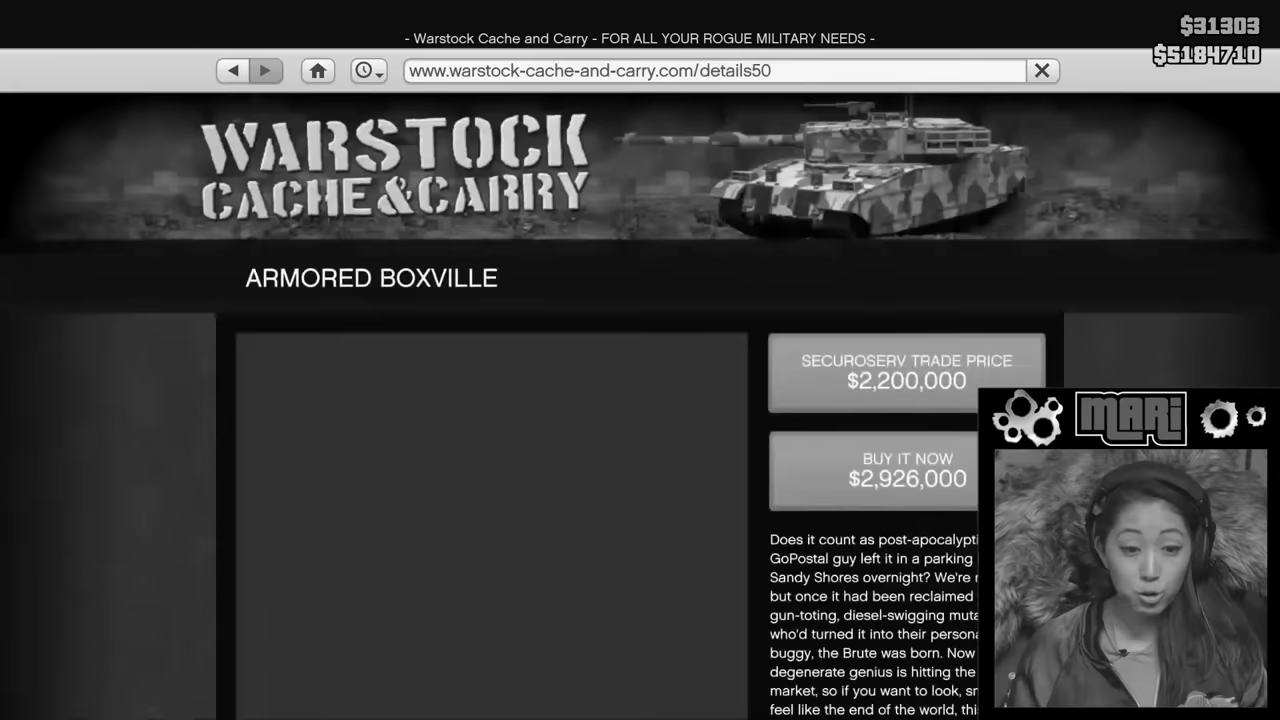 - Warstock Cache and Carry - FOR ALL YOUR ROGUE MILITARY NEEDS -
$31303
$5184710
www.warstock-cache-and-carry.com/details50
WARSTOCK
CACHE&CARRY
ARMORED BOXVILLE
SECUROSERV TRADE PRICE
$2,200,000
BUY IT NOW
$2,926,000
MARi
Does it count as post-apocalypti
GoPostal guy left it in a parking
Sandy Shores overnight? We're
but once it had been reclaimed
gun-toting, diesel-swigging muta
who'd turned it into their persona
buggy, the Brute was born. Now
degenerate genius is hitting the
market, so if you want to look, sm
feel like the end of the world, thi